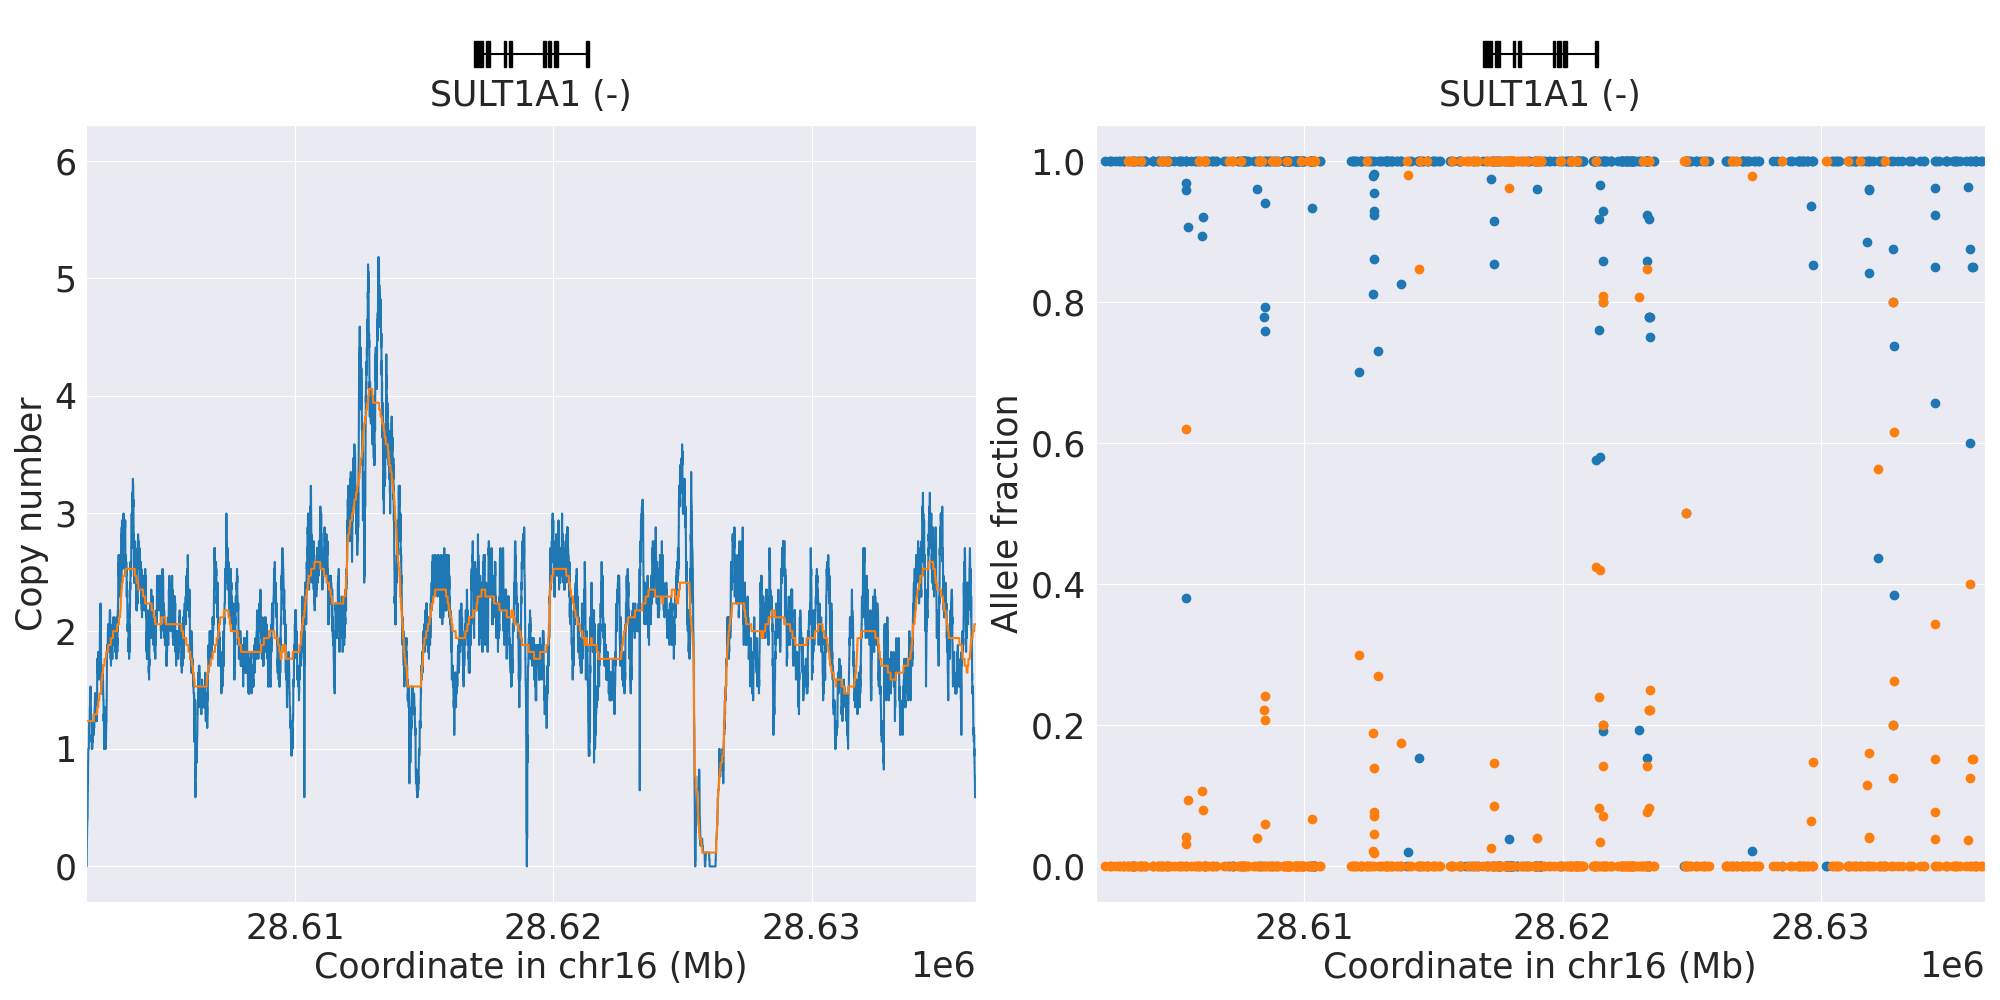 SULT1A1 (-)
6
5
4
3
2
1
0
Copy number
28.61
28.62
28.63
Coordinate in chr16 (Mb)
1e6
SULT1A1 (-)
1.0
0.8
0.6
0.4
0.2
0.0
Allele fraction
28.61
28.62
28.63
Coordinate in chr16 (Mb)
1e6